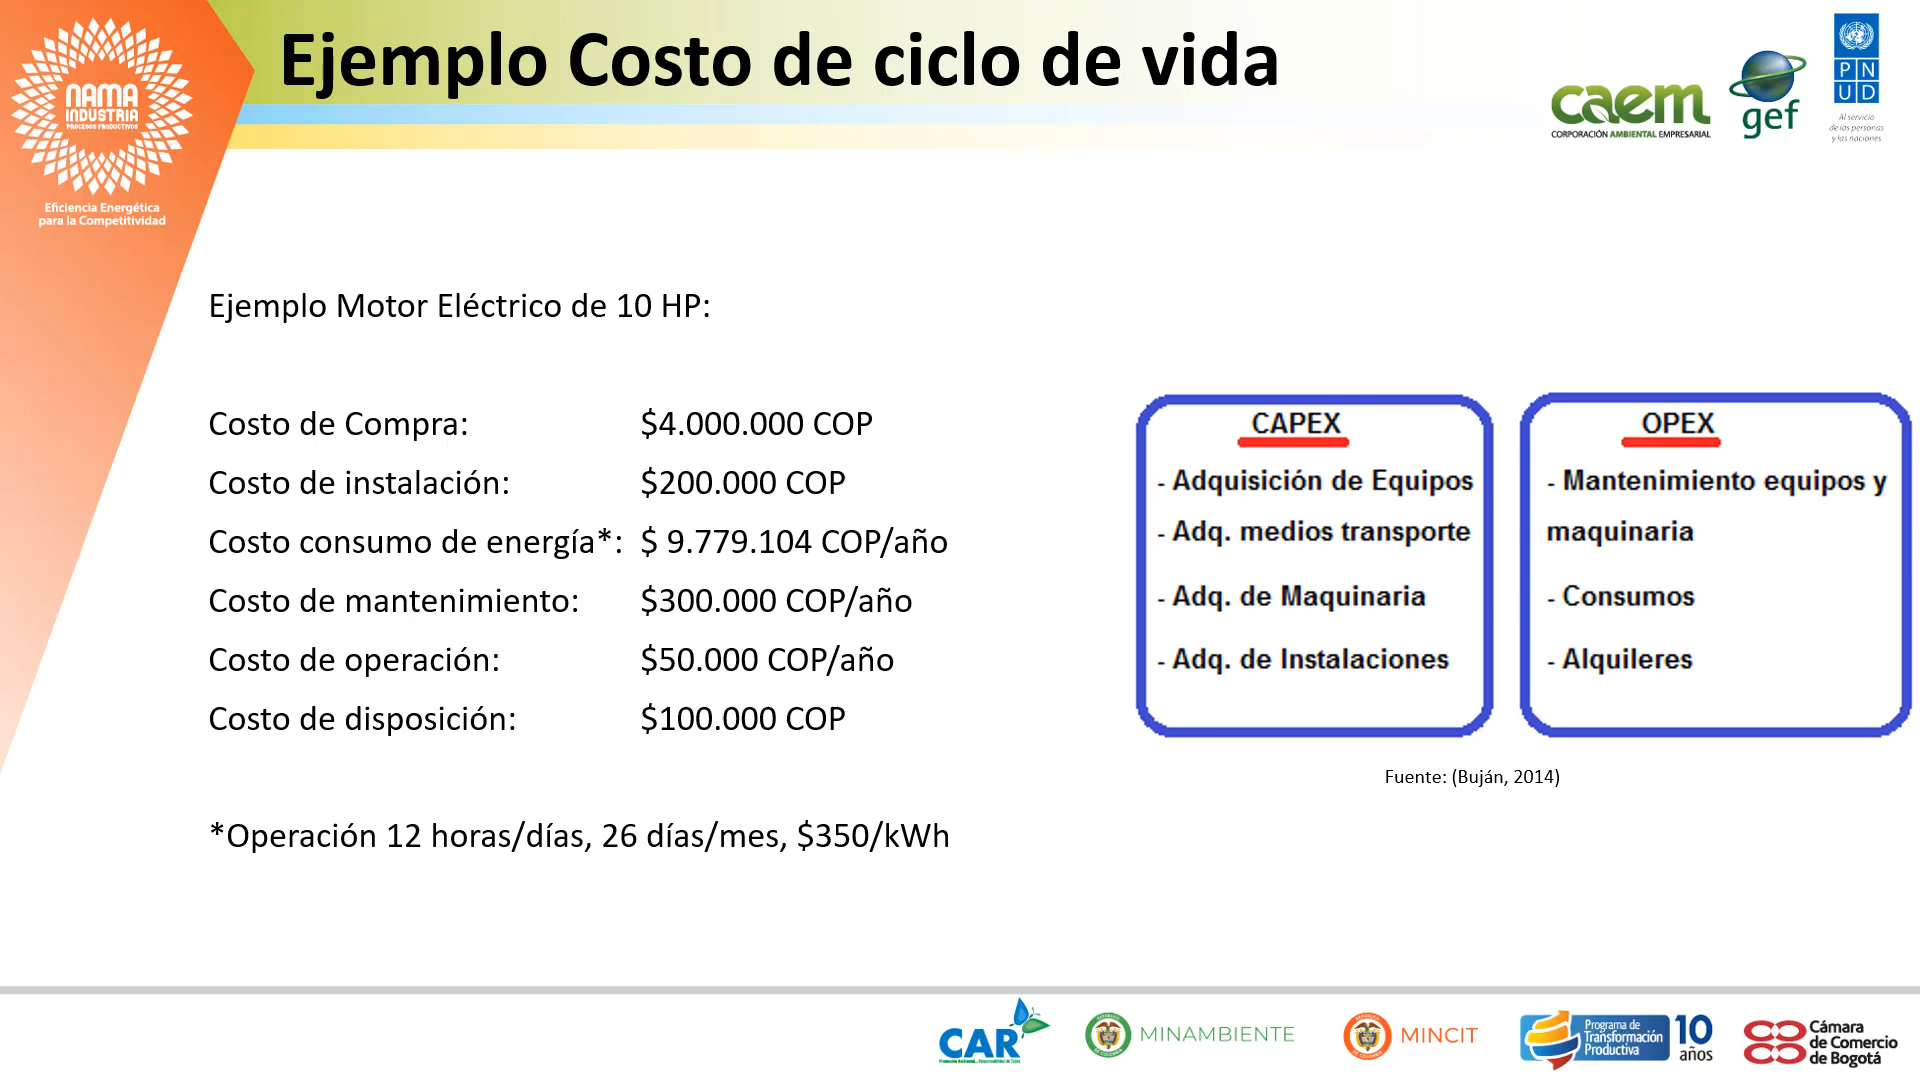 Ejemplo Costo de ciclo de vida
NAMA
INDUSTRIA
PROCESOS PRODUCTIVOS
Eficiencia Energética
para la Competitividad
caem
CORPORACIÓN AMBIENTAL EMPRESARIAL
gef
P N
U D
Al servicio
de las personas
y las naciones
Ejemplo Motor Eléctrico de 10 HP:
Costo de Compra: $4.000.000 COP
Costo de instalación: $200.000 COP
Costo consumo de energía*: $ 9.779.104 COP/año
Costo de mantenimiento: $300.000 COP/año
Costo de operación: $50.000 COP/año
Costo de disposición: $100.000 COP
*Operación 12 horas/días, 26 días/mes, $350/kWh
CAPEX
- Adquisición de Equipos
- Adq. medios transporte
- Adq. de Maquinaria
- Adq. de Instalaciones
OPEX
- Mantenimiento equipos y
maquinaria
- Consumos
- Alquileres
Fuente: (Buján, 2014)
CAR
MINAMBIENTE
MINCIT
Programa de
Transformación
Productiva
10
años
Cámara
de Comercio
de Bogotá